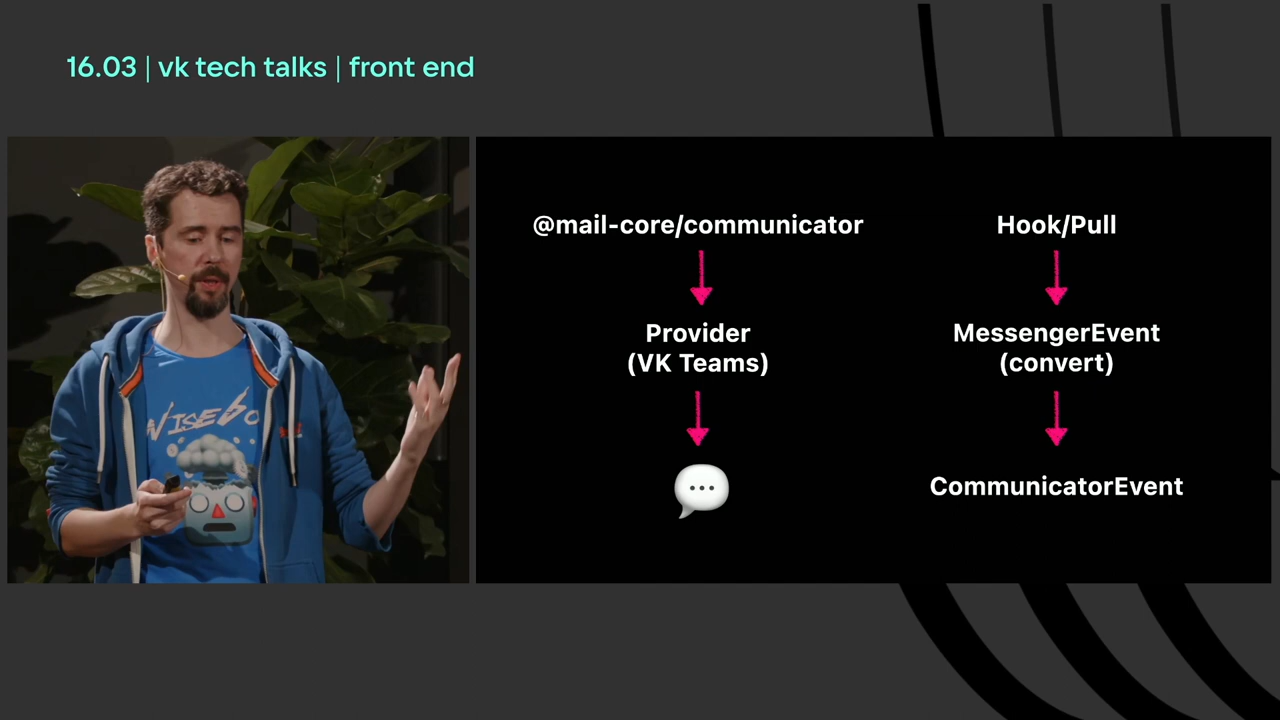 16.03 | vk tech talks | front end
@mail-core/communicator
Provider
(VK Teams)
Hook/Pull
MessengerEvent
(convert)
CommunicatorEvent